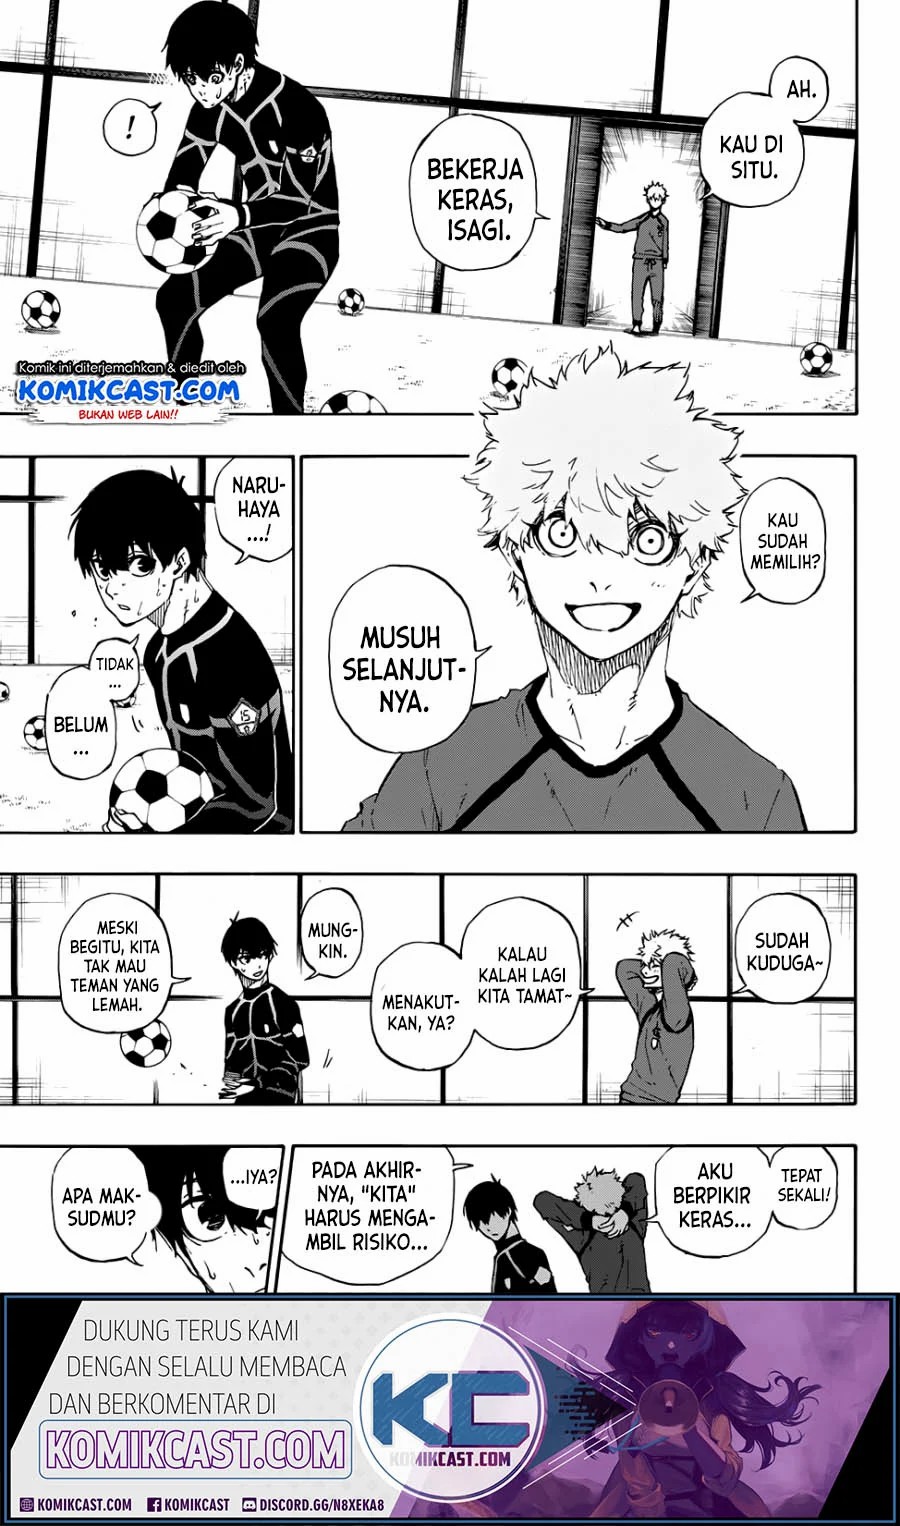 AH.
KAU DI
SITU.
BEKERJA
KERAS,
ISAGI.
!
Komik ini diterjemahkan & diedit oleh
KOMIKCAST.COM
BUKAN WEB LAIN!!
KAU
SUDAH
MEMILIH?
MUSUH
SELANJUT-
NYA.
NARU-
HAYA
....!
TIDAK
...
BELUM
...
15
SUDAH
KUDUGA~
KALAU
KALAH LAGI
KITA TAMAT~
MENAKUT-
KAN, YA?
MUNG-
KIN.
MESKI
BEGITU, KITA
TAK MAU
TEMAN YANG
LEMAH.
TEPAT
SEKALI!
AKU
BERPIKIR
KERAS...
PADA AKHIR-
NYA, "KITA"
HARUS MENGA-
MBIL RISIKO...
...IYA?
APA MAK-
SUDMU?
DUKUNG TERUS KAMI
DENGAN SELALU MEMBACA
DAN BERKOMENTAR DI
KOMIKCAST.COM
KOMIKCAST.COM
KOMIKCAST
DISCORD.GG/N8XEKA8
KC
KOMIKCAST.COM